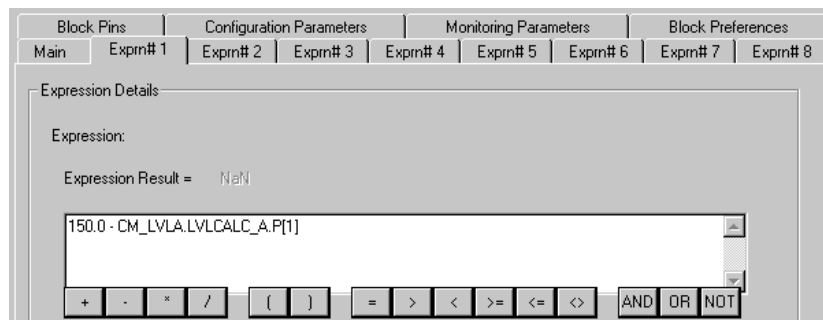 Block Pins Configuration Parameters Monitoring Parameters Block Preferences
Main Exprn# 1 Exprn# 2 Exprn# 3 Exprn# 4 Exprn# 5 Exprn# 6 Exprn# 7 Exprn# 8
Expression Details
Expression:
Expression Result = NaN
150.0 - CM_LVLA.LVLCALC_A.P[1]
+ - * / ( ) = > < >= <= <> AND OR NOT